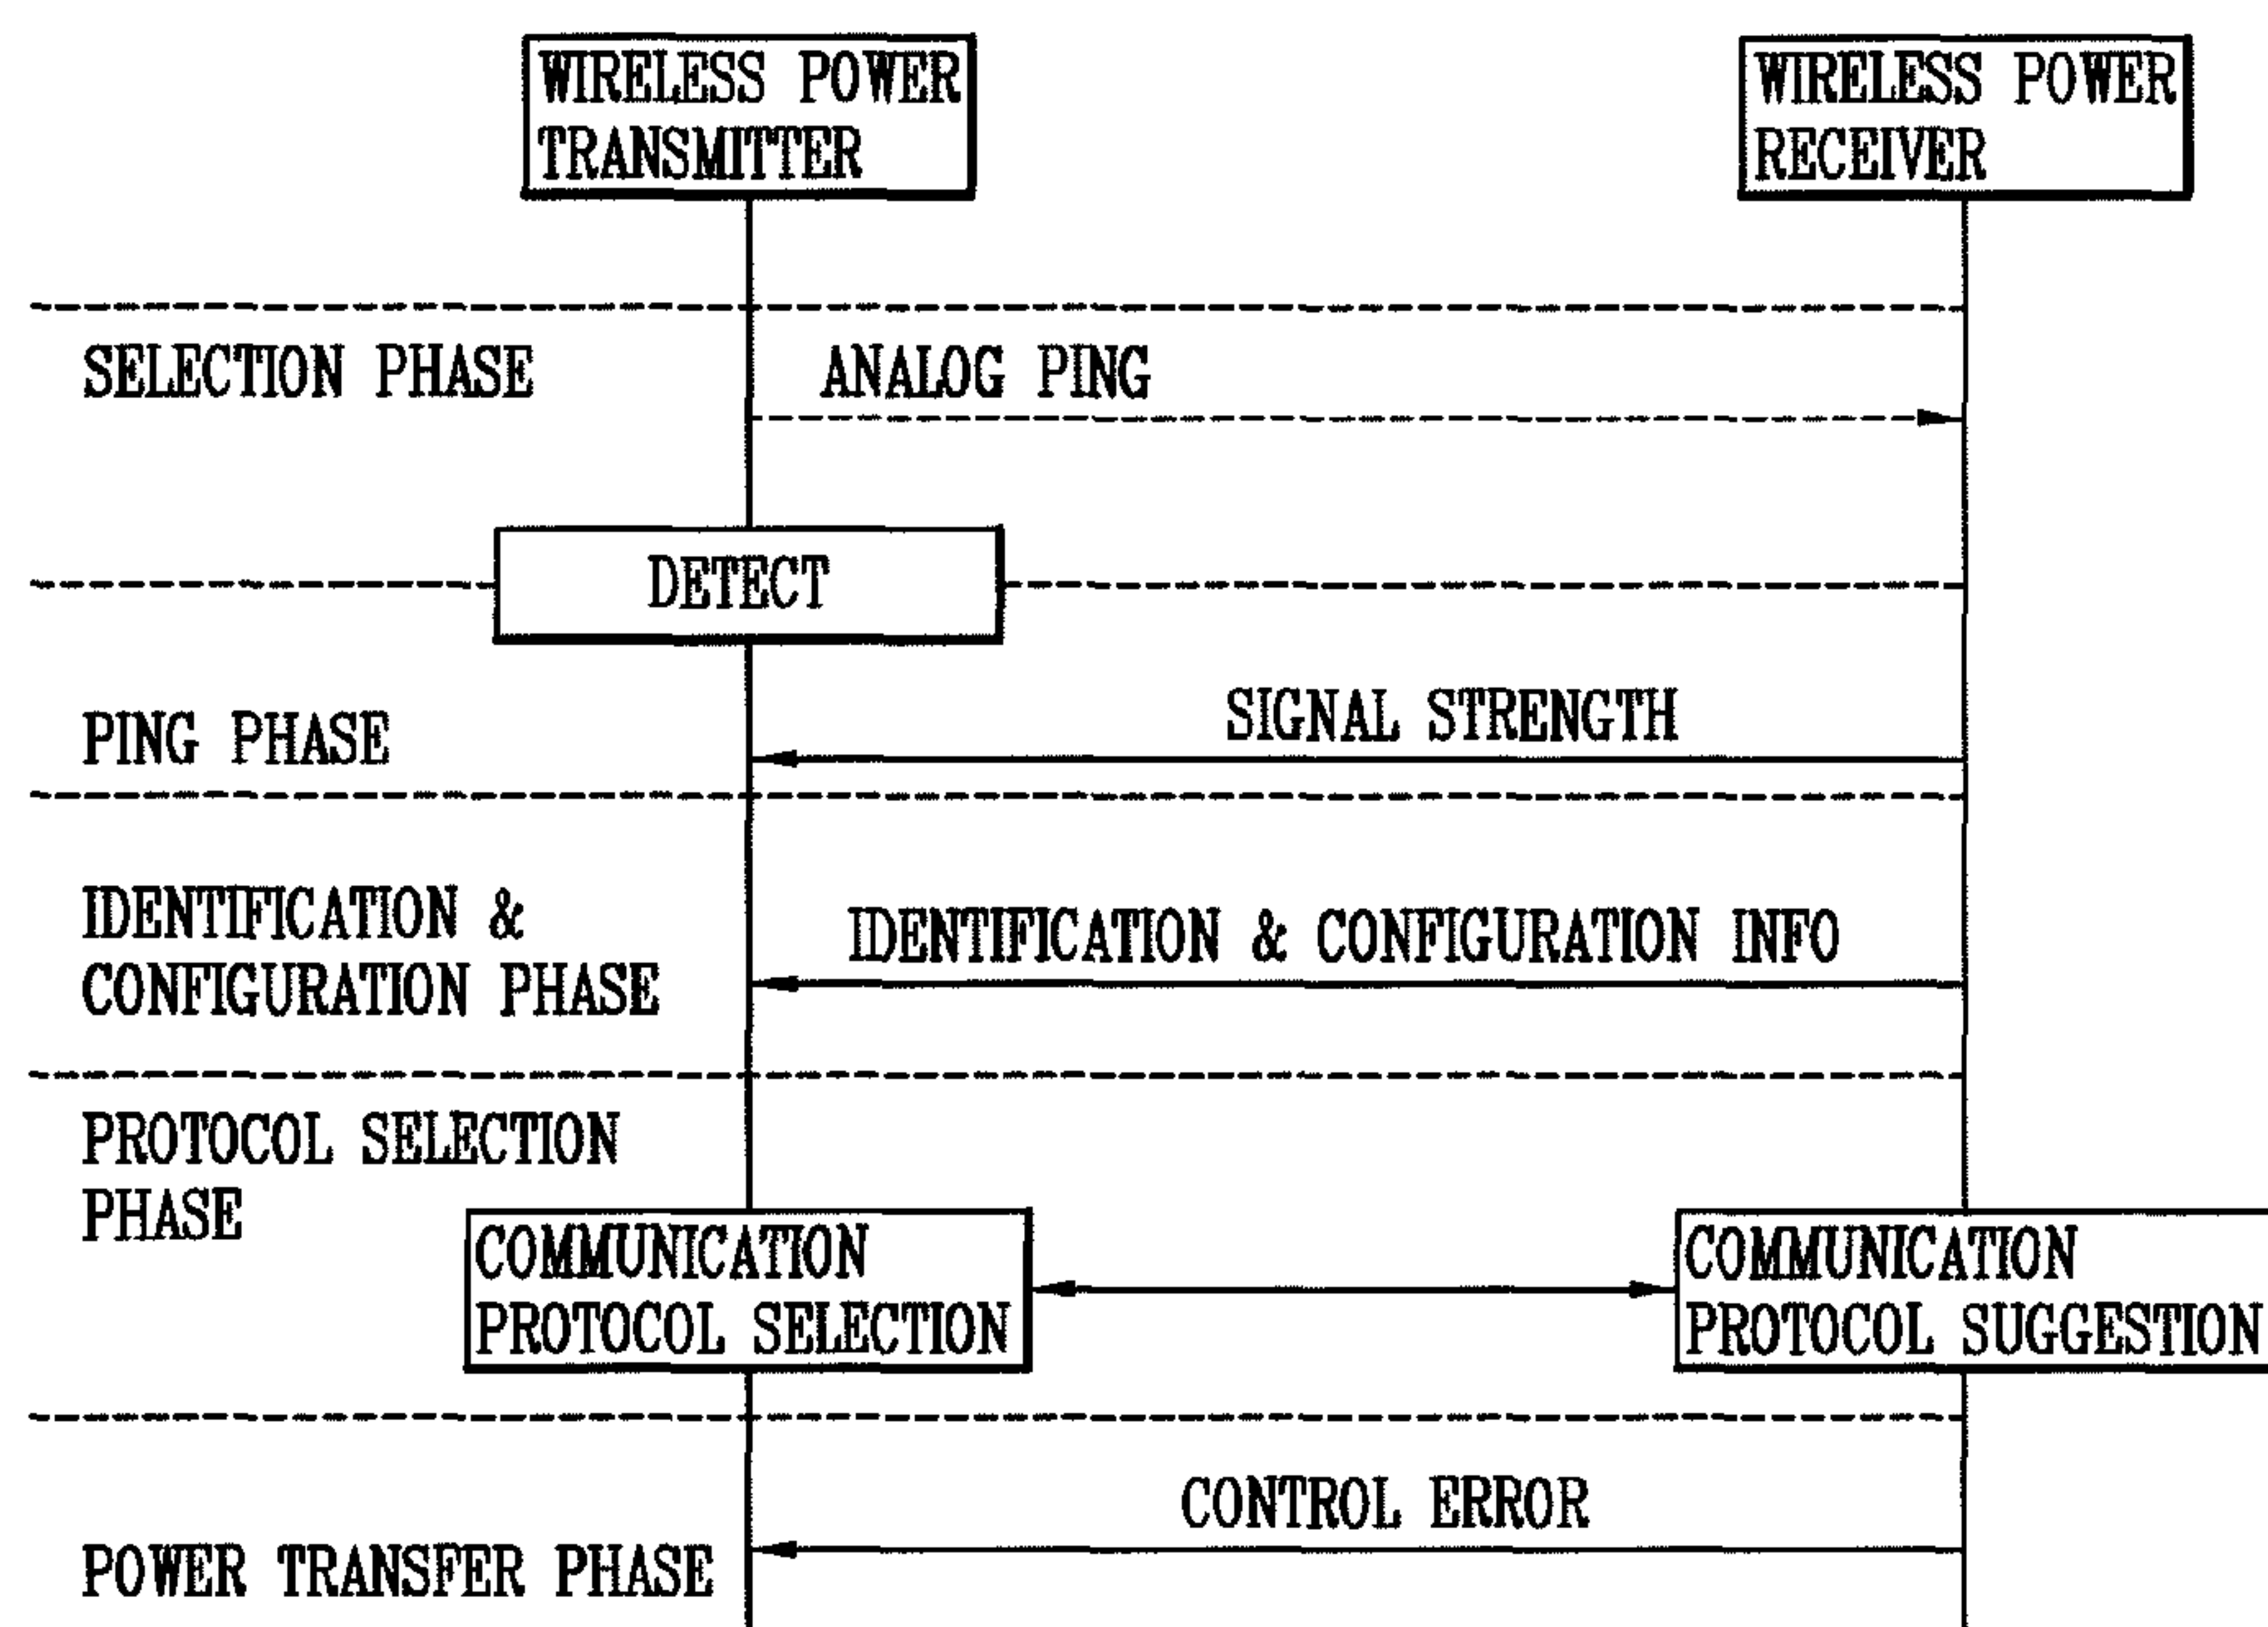 WIRELESS POWER
TRANSMITTER
WIRELESS POWER
RECEIVER
SELECTION PHASE
ANALOG PING
DETECT
PING PHASE
SIGNAL STRENGTH
IDENTIFICATION &
CONFIGURATION PHASE
IDENTIFICATION & CONFIGURATION INFO
PROTOCOL SELECTION
PHASE
COMMUNICATION
PROTOCOL SELECTION
COMMUNICATION
PROTOCOL SUGGESTION
CONTROL ERROR
POWER TRANSFER PHASE